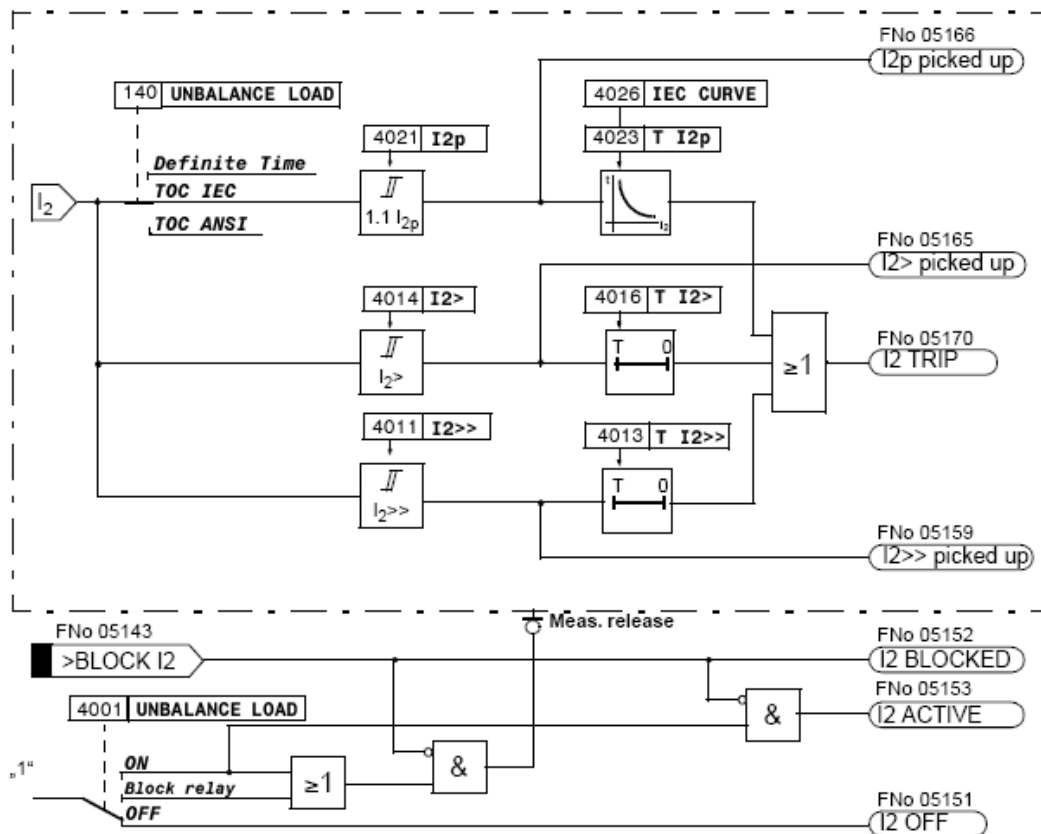 FNo 05166
I2p picked up
140 UNBALANCE LOAD
4026 IEC CURVE
4021 I2p
4023 T I2p
Definite Time
I2
TOC IEC
1.1 I2p
t
I2
TOC ANSI
FNo 05165
I2> picked up
4014 I2>
4016 T I2>
FNo 05170
I2 TRIP
I2>
T 0
≥1
4011 I2>>
4013 T I2>>
I2>>
T 0
FNo 05159
I2>> picked up
Meas. release
FNo 05143
>BLOCK I2
FNo 05152
I2 BLOCKED
FNo 05153
I2 ACTIVE
4001 UNBALANCE LOAD
&
&
„1“
ON
Block relay
≥1
OFF
FNo 05151
I2 OFF